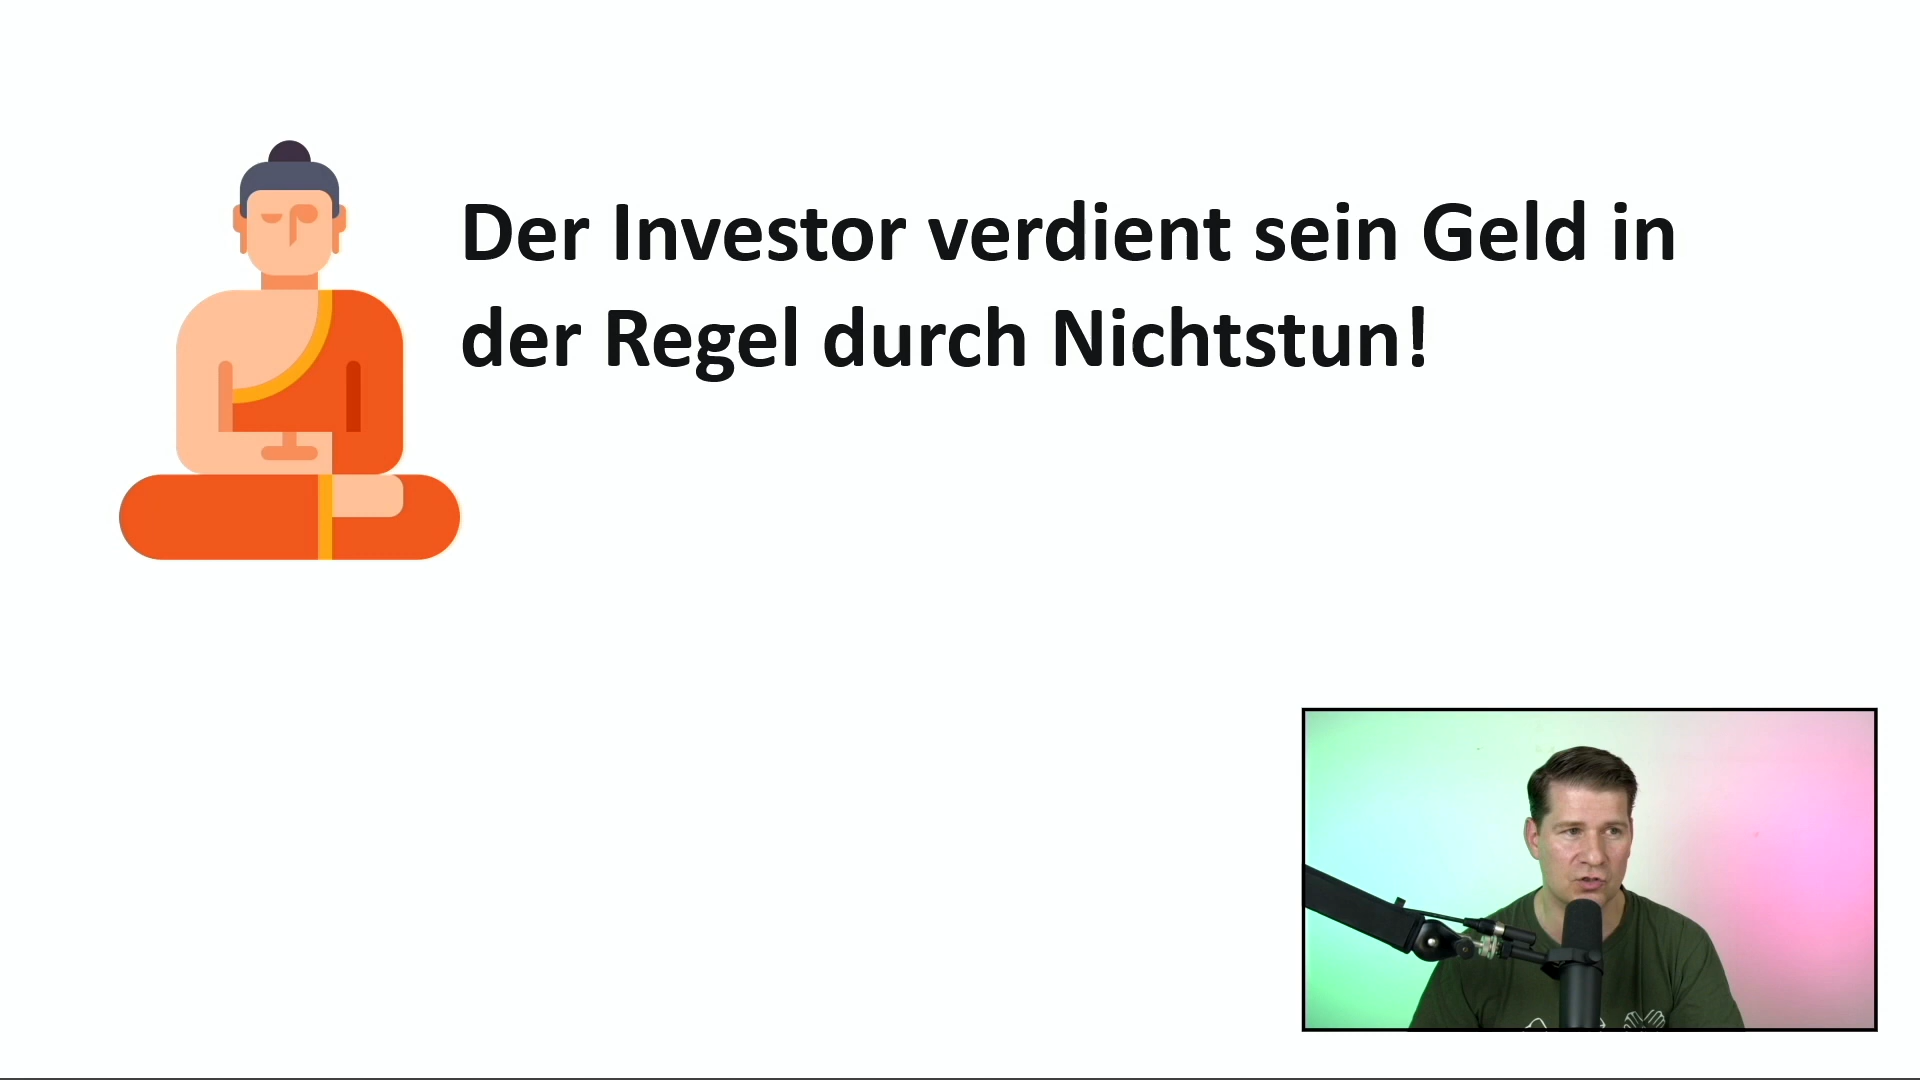 Der Investor verdient sein Geld in
der Regel durch Nichtstun!